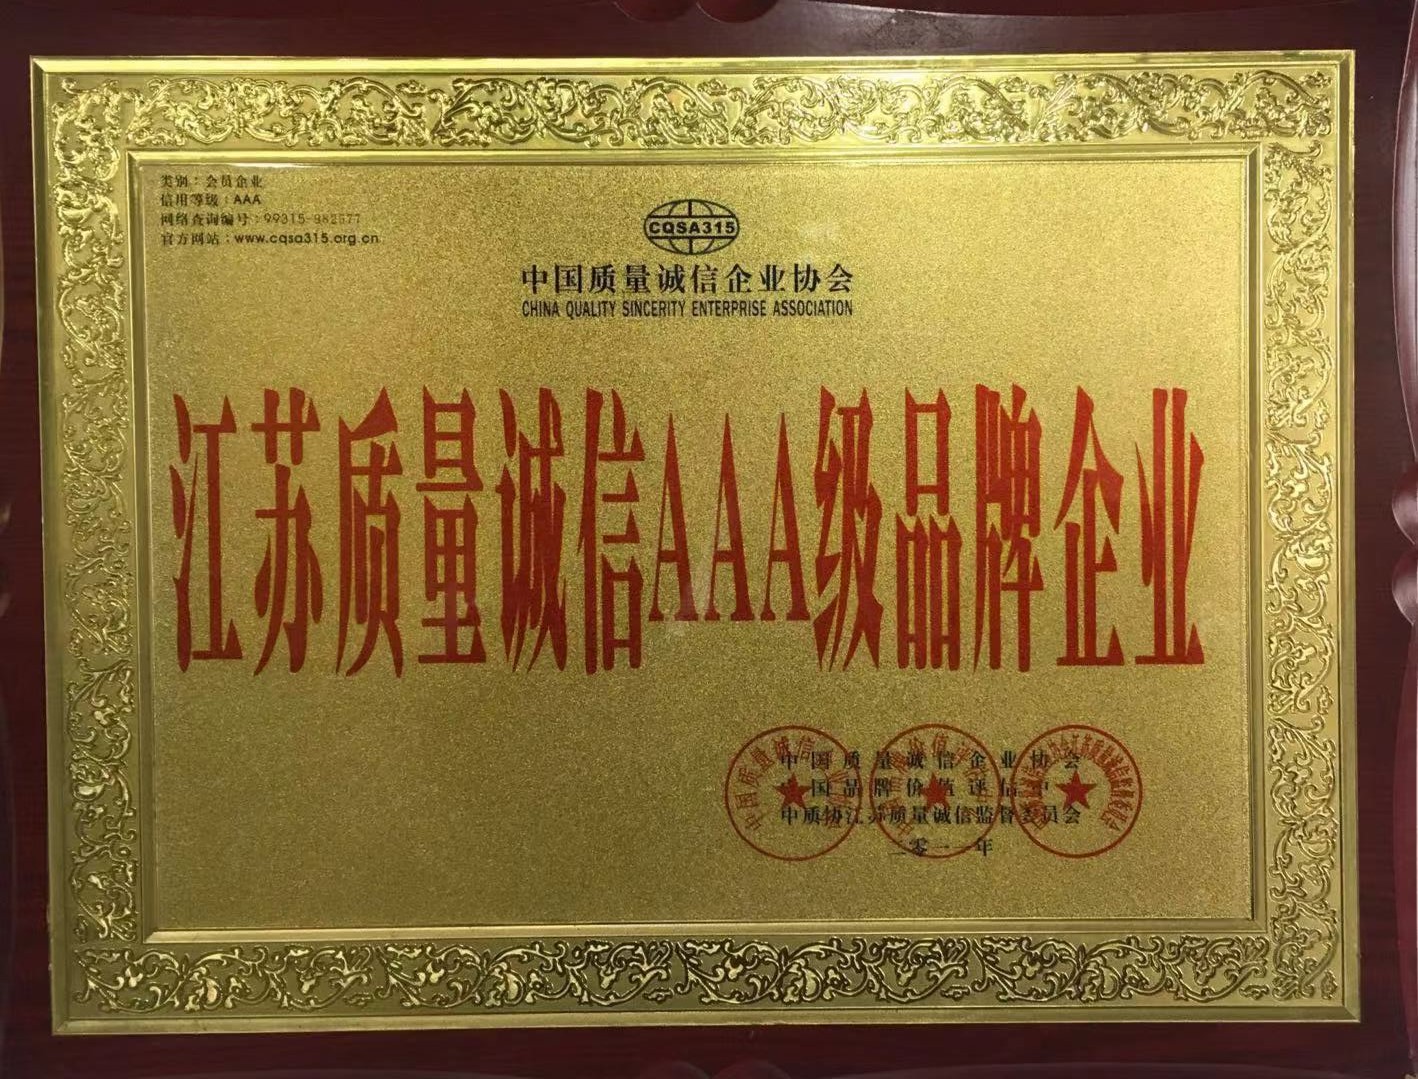 类别：会员企业
信用等级：AAA
网络查询编号：99315-982577
官方网站：www.cqsa315.org.cn
CQSA315
中国质量诚信企业协会
CHINA QUALITY SINCERITY ENTERPRISE ASSOCIATION
江苏质量诚信AAA级品牌企业
中国质量诚信企业协会
中国品牌价值评估中
中质协江苏质量诚信监督委员会
二零一一年